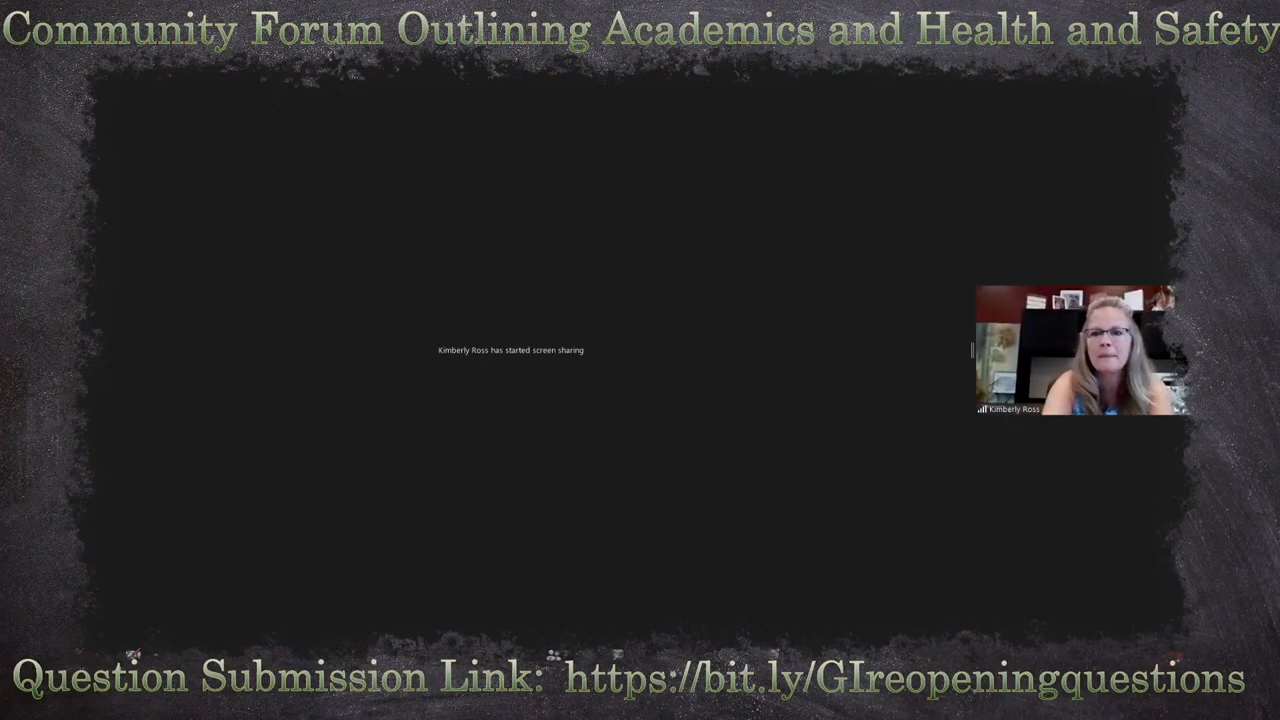 Community Forum Outlining Academics and Health and Safety
Kimberly Ross has started screen sharing
Kimberly Ross
Question Submission Link: https://bit.ly/GIreopeningquestions